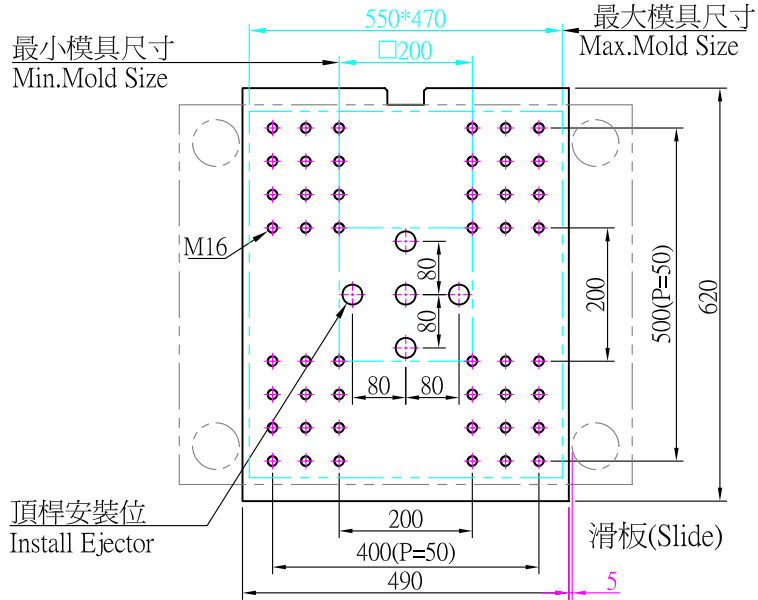 550*470
最大模具尺寸
Max.Mold Size
最小模具尺寸
Min.Mold Size
□200
M16
80
80
80
80
200
500(P=50)
620
頂桿安裝位
Install Ejector
200
400(P=50)
490
滑板(Slide)
5